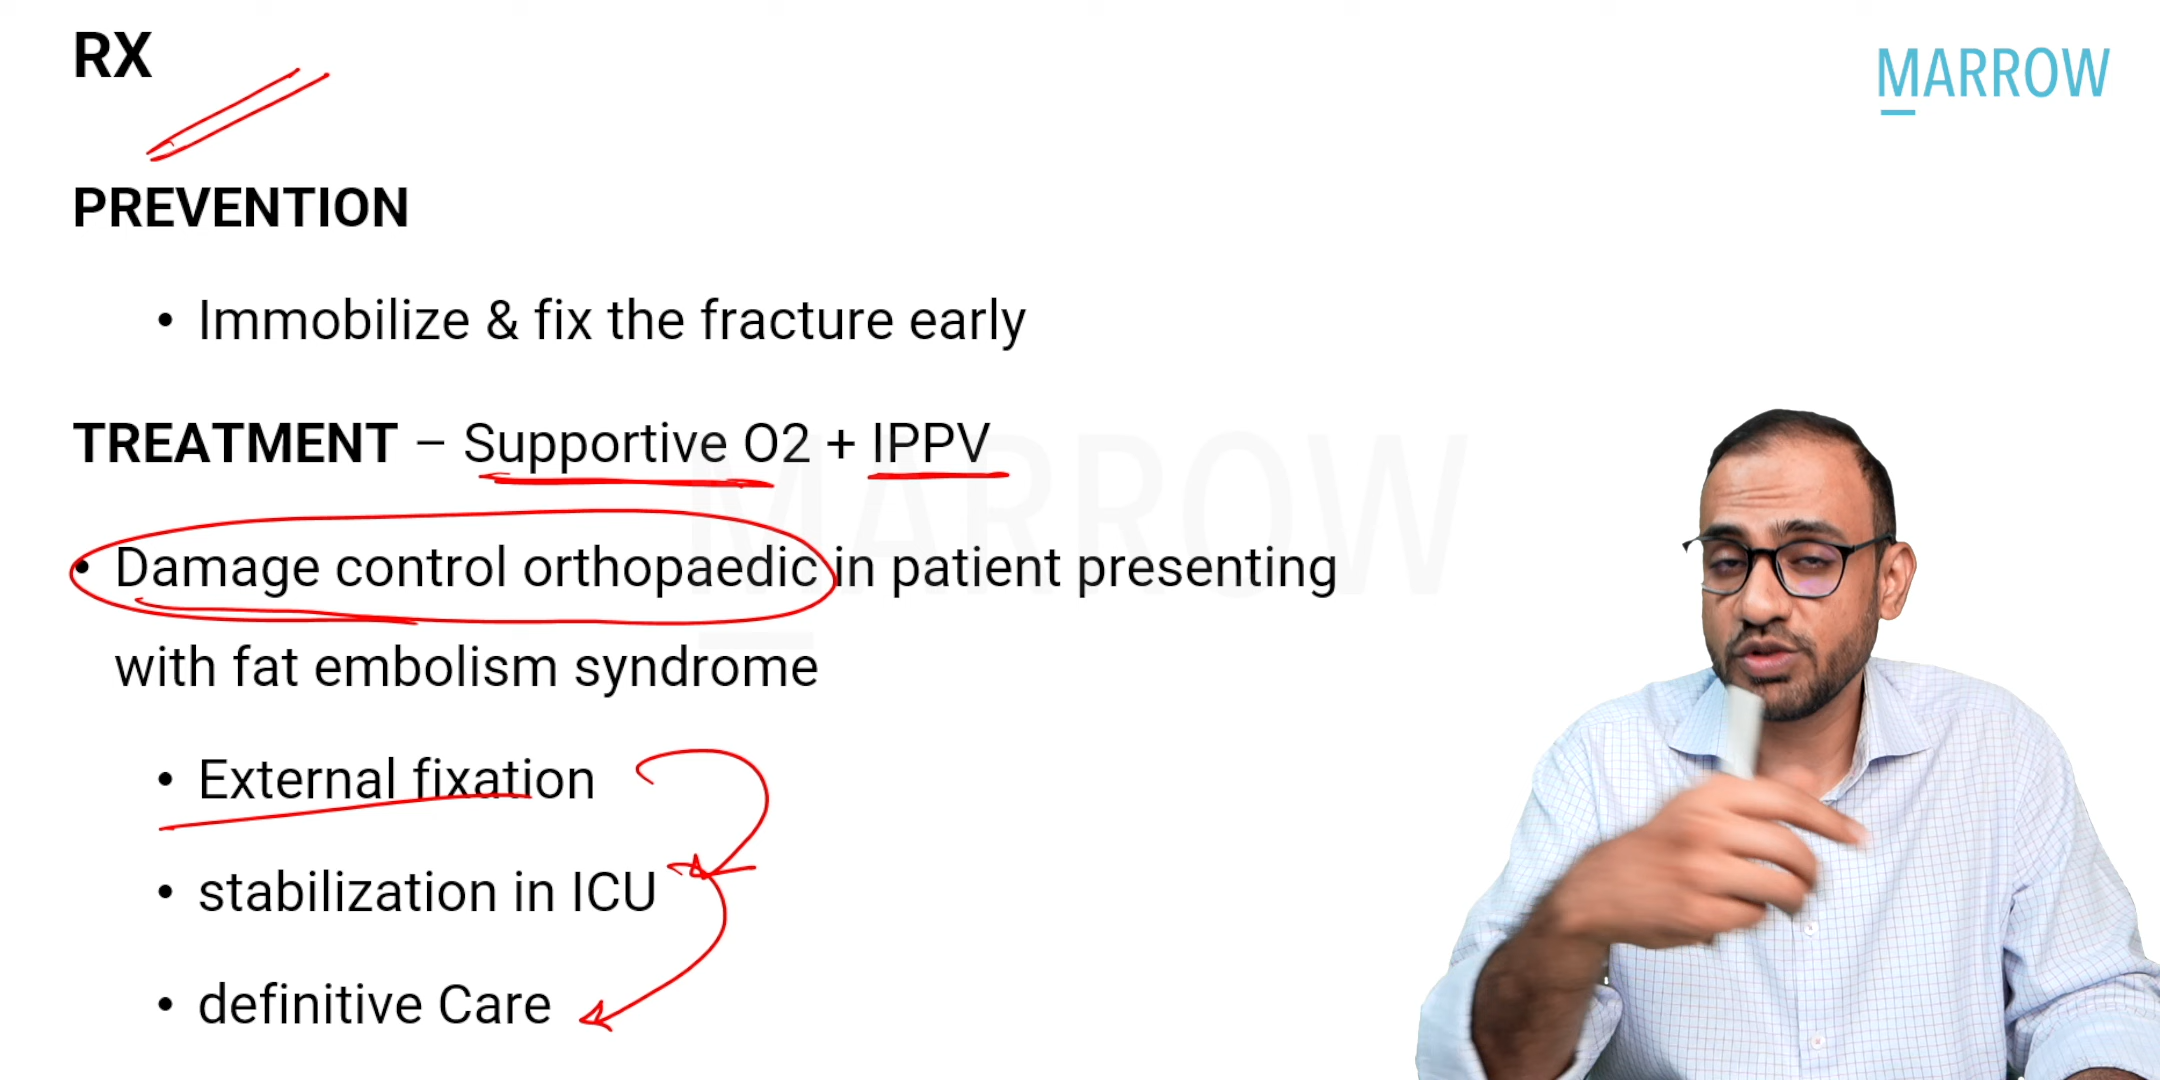 RX
MARROW
PREVENTION
• Immobilize & fix the fracture early
TREATMENT – Supportive O2 + IPPV
MARROW
• Damage control orthopaedic in patient presenting
with fat embolism syndrome
• External fixation
• stabilization in ICU
• definitive Care